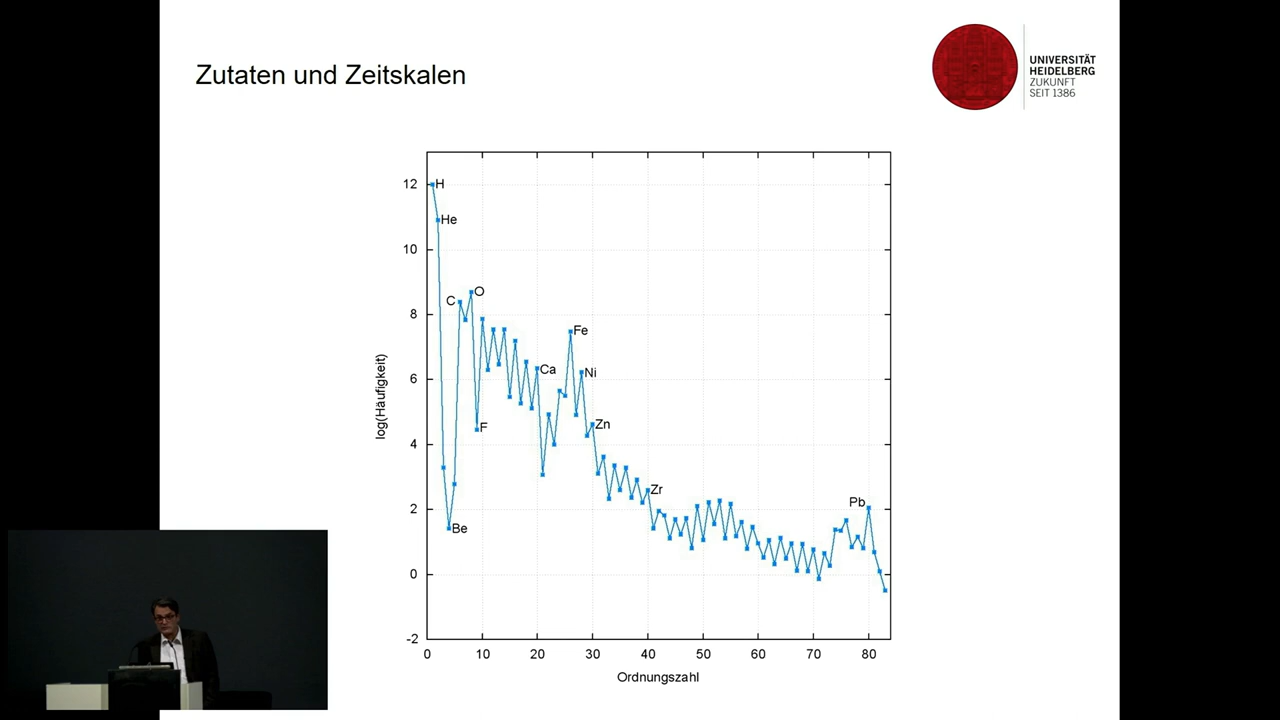 Zutaten und Zeitskalen
UNIVERSITÄT
HEIDELBERG
ZUKUNFT
SEIT 1386
12
10
8
6
4
2
0
-2
log(Häufigkeit)
H
He
C
O
Fe
Ca
Ni
F
Zn
Zr
Pb
Be
0
10
20
30
40
50
60
70
80
Ordnungszahl